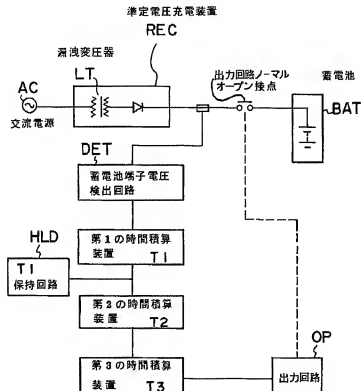 準定電圧充電装置
REC
漏洩変圧器
LT
AC
交流電源
出力回路ノーマル
オープン接点
蓄電池
BAT
DET
蓄電池端子電圧
検出回路
HLD
T1
保持回路
第1の時間積算
装置 T1
第2の時間積算
装置 T2
第3の時間積算
装置 T3
OP
出力回路